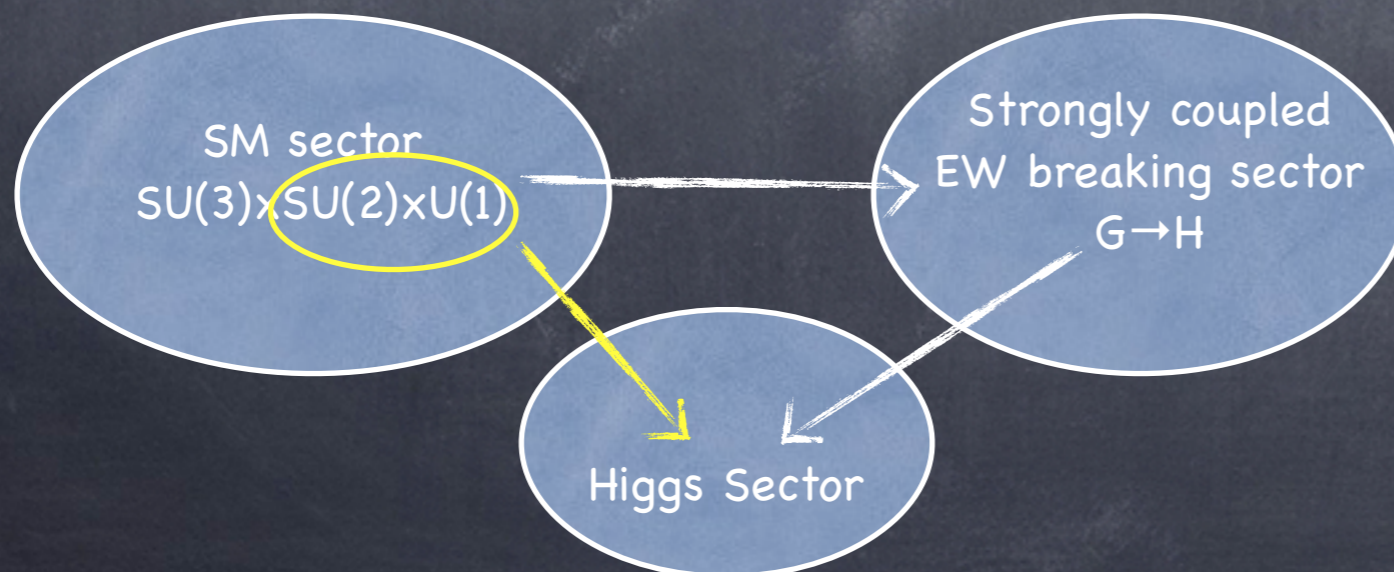 SM sector
SU(3)xSU(2)xU(1)
Strongly coupled
EW breaking sector
G→H
Higgs Sector